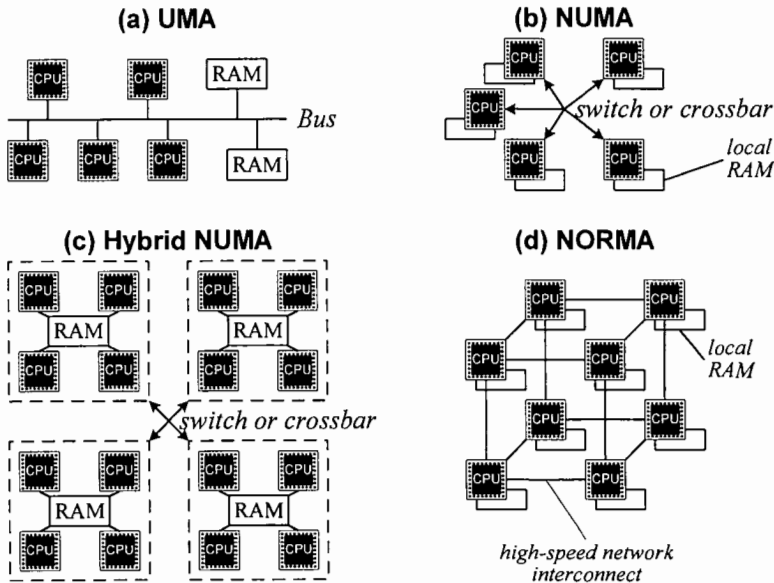 (a) UMA
CPU
CPU
RAM
Bus
CPU
CPU
CPU
RAM
(b) NUMA
CPU
CPU
CPU
switch or crossbar
CPU
CPU
local
RAM
(c) Hybrid NUMA
CPU
CPU
CPU
CPU
RAM
RAM
CPU
CPU
CPU
CPU
switch or crossbar
CPU
CPU
CPU
CPU
RAM
RAM
CPU
CPU
CPU
CPU
(d) NORMA
CPU
CPU
CPU
CPU
local
RAM
CPU
CPU
CPU
CPU
high-speed network
interconnect